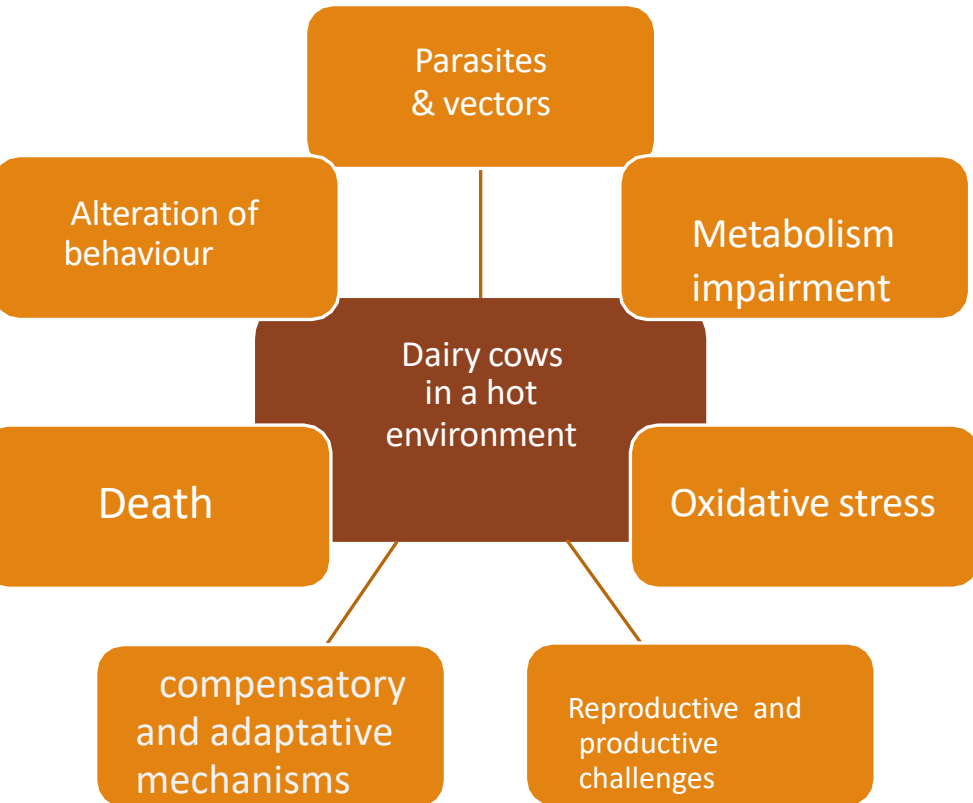 Parasites
& vectors
Alteration of
behaviour
Metabolism
impairment
Dairy cows
in a hot
environment
Death
Oxidative stress
compensatory
and adaptative
mechanisms
Reproductive and
productive
challenges